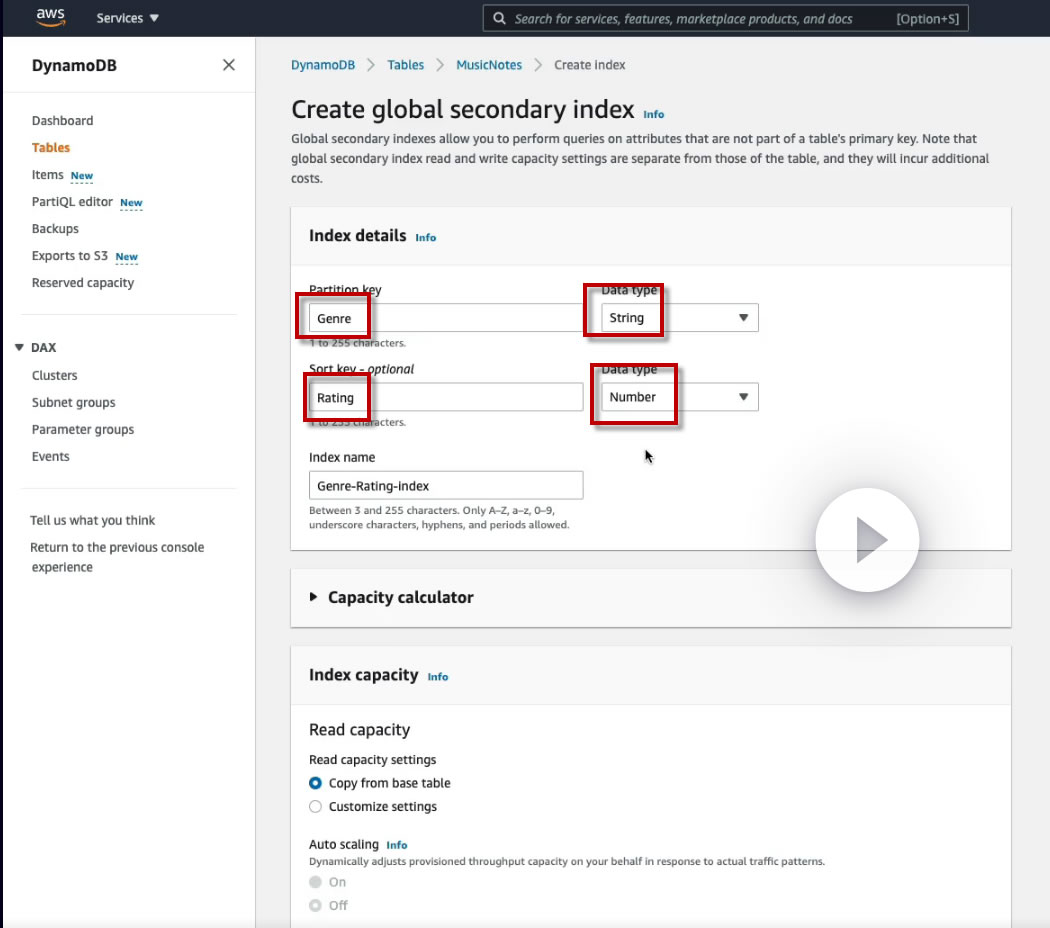 aws
Services ▼
Search for services, features, marketplace products, and docs
[Option+S]
DynamoDB
Dashboard
Tables
Items New
PartiQL editor New
Backups
Exports to S3 New
Reserved capacity
DAX
Clusters
Subnet groups
Parameter groups
Events
Tell us what you think
Return to the previous console
experience
DynamoDB > Tables > MusicNotes > Create index
Create global secondary index Info
Global secondary indexes allow you to perform queries on attributes that are not part of a table's primary key. Note that
global secondary index read and write capacity settings are separate from those of the table, and they will incur additional
costs.
Index details Info
Partition key
Data type
Genre
String
1 to 255 characters.
Sort key - optional
Data type
Rating
Number
1 to 255 characters.
Index name
Genre-Rating-index
Between 3 and 255 characters. Only A–Z, a–z, 0–9,
underscore characters, hyphens, and periods allowed.
Capacity calculator
Index capacity Info
Read capacity
Read capacity settings
Copy from base table
Customize settings
Auto scaling Info
Dynamically adjusts provisioned throughput capacity on your behalf in response to actual traffic patterns.
On
Off